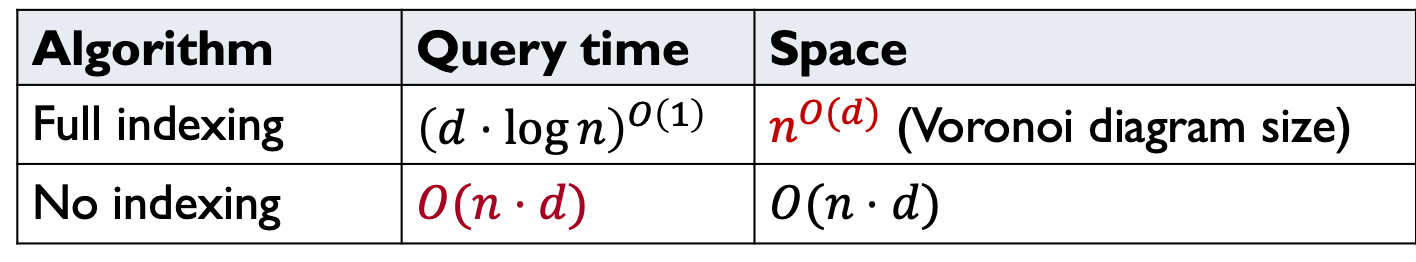 Algorithm Query time Space
Full indexing (d · log n)^{O(1)} n^{O(d)} (Voronoi diagram size)
No indexing O(n · d) O(n · d)